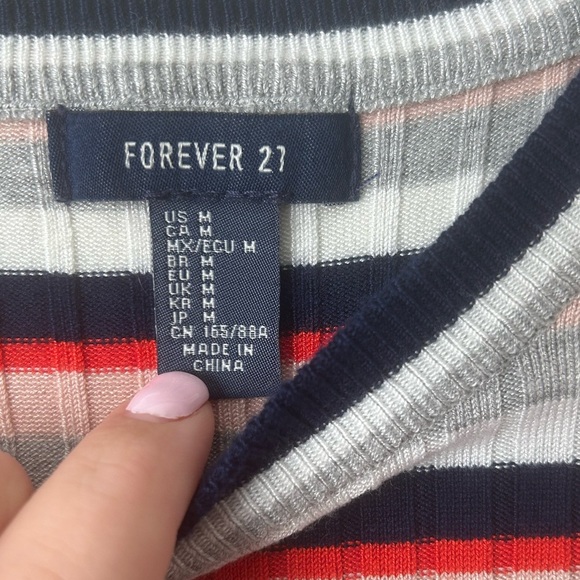 FOREVER 21
US M
CA M
MX/ECU M
BR M
EU M
UK M
KR M
JP M
CN 165/88A
MADE IN
CHINA